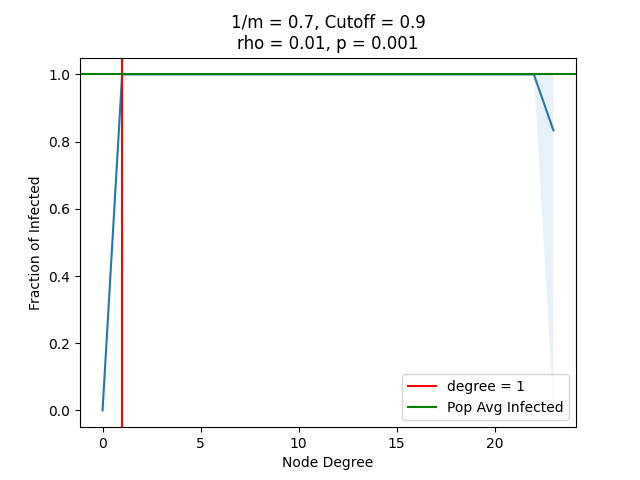 1/m = 0.7, Cutoff = 0.9
rho = 0.01, p = 0.001
Fraction of Infected
1.0
0.8
0.6
0.4
0.2
0.0
degree = 1
Pop Avg Infected
0 5 10 15 20
Node Degree